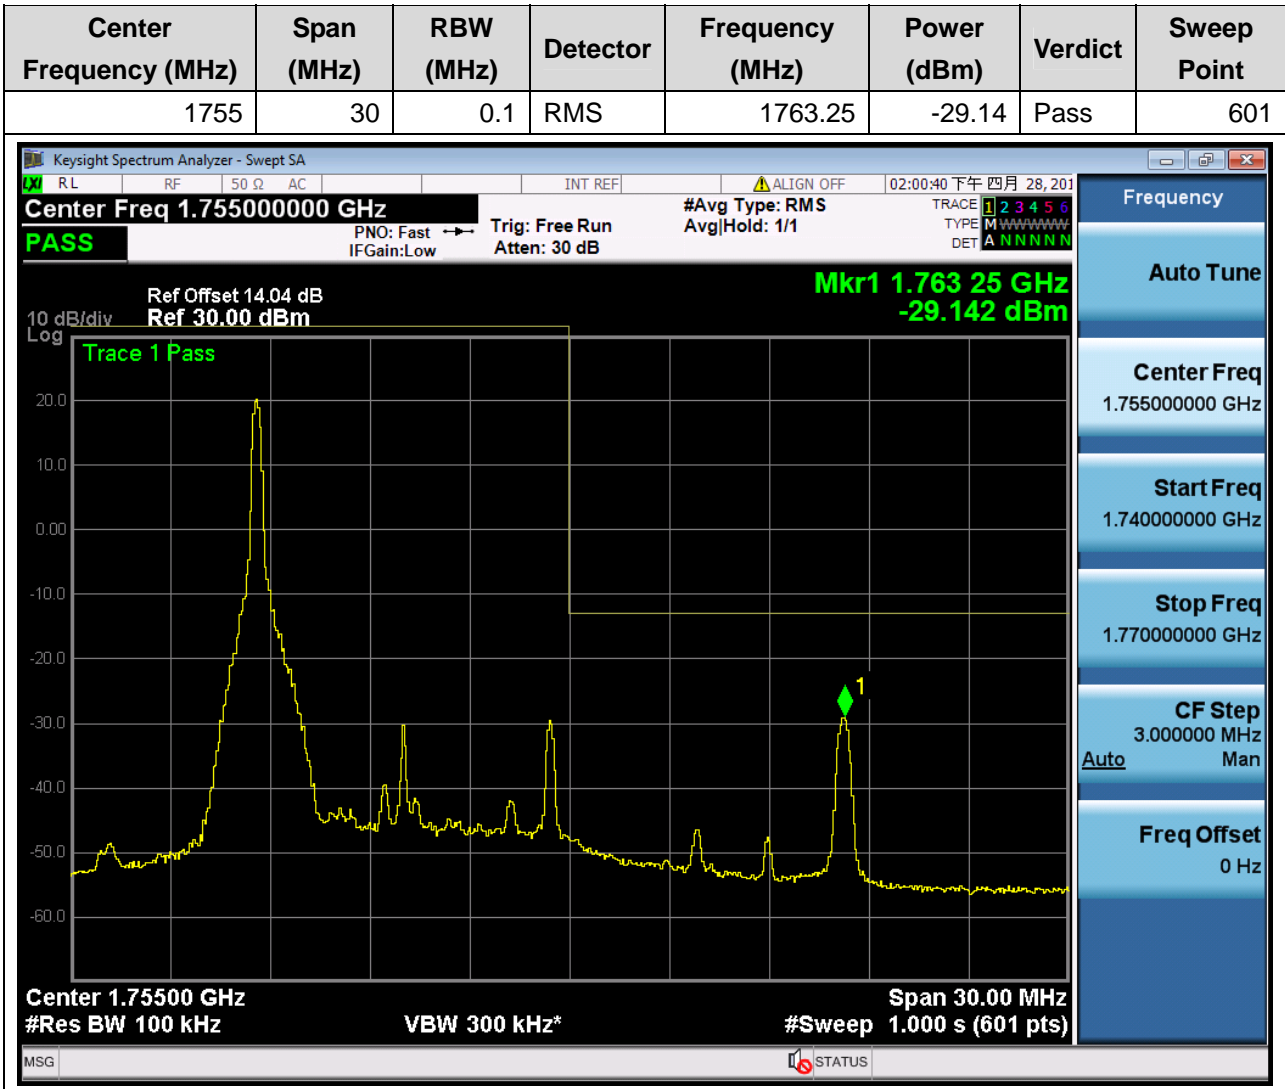 Center Frequency (MHz) Span (MHz) RBW (MHz) Detector Frequency (MHz) Power (dBm) Verdict Sweep Point
1755 30 0.1 RMS 1763.25 -29.14 Pass 601
Keysight Spectrum Analyzer - Swept SA
LXI RL RF 50 Ω AC INT REF ALIGN OFF 02:00:40 下午 四月 28, 201
Center Freq 1.755000000 GHz
PASS
PNO: Fast
IFGain:Low
Trig: Free Run
Atten: 30 dB
#Avg Type: RMS
Avg|Hold: 1/1
TRACE 1 2 3 4 5 6
TYPE M WWWWW
DET A N N N N N
Mkr1 1.763 25 GHz
-29.142 dBm
Ref Offset 14.04 dB
10 dB/div Ref 30.00 dBm
Log
Trace 1 Pass
20.0
10.0
0.00
-10.0
-20.0
1
-30.0
-40.0
-50.0
-60.0
Center 1.75500 GHz Span 30.00 MHz
#Res BW 100 kHz VBW 300 kHz* #Sweep 1.000 s (601 pts)
MSG STATUS
Frequency
Auto Tune
Center Freq
1.755000000 GHz
Start Freq
1.740000000 GHz
Stop Freq
1.770000000 GHz
CF Step
3.000000 MHz
Auto Man
Freq Offset
0 Hz